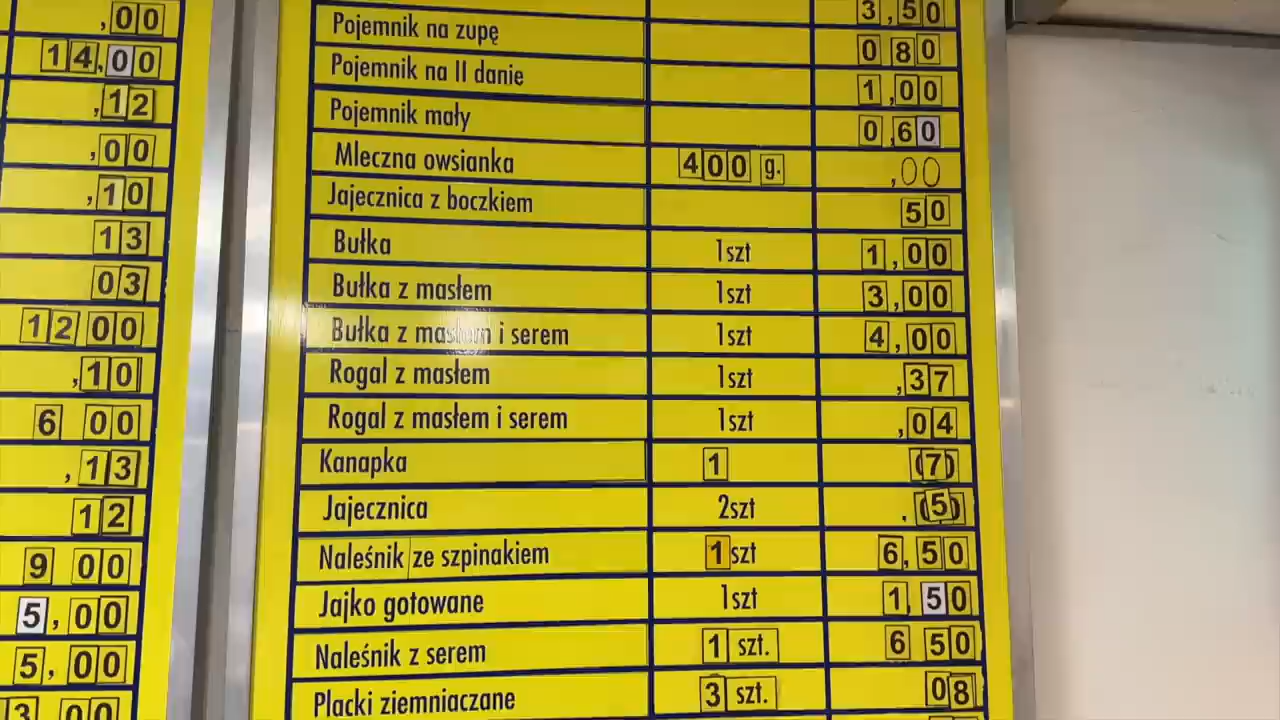 ,00
14,00
,12
,00
,10
13
03
12 00
,10
6 00
,13
12
9 00
5,00
5,00
3 00
3,50
Pojemnik na zupę 0 80
Pojemnik na II danie 1,00
Pojemnik mały 0,60
Mleczna owsianka 400 g. ,00
Jajecznica z boczkiem 50
Bułka 1szt 1,00
Bułka z masłem 1szt 3,00
Bułka z masłem i serem 1szt 4,00
Rogal z masłem 1szt ,37
Rogal z masłem i serem 1szt ,04
Kanapka 1
Jajecznica 2szt
Naleśnik ze szpinakiem 1szt 6,50
Jajko gotowane 1szt 1,50
Naleśnik z serem 1 szt. 6 50
Placki ziemniaczane 3 szt. 08